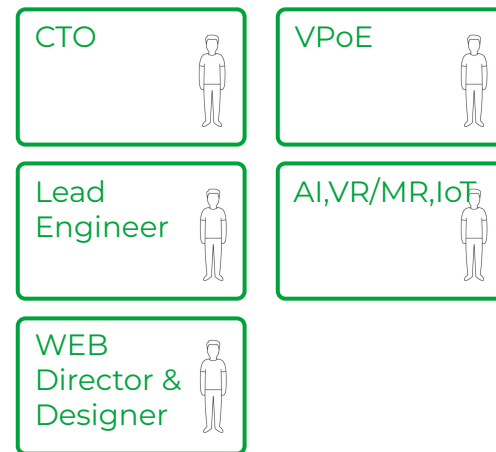 CTO
VPoE
Lead
Engineer
AI,VR/MR,IoT
WEB
Director &
Designer